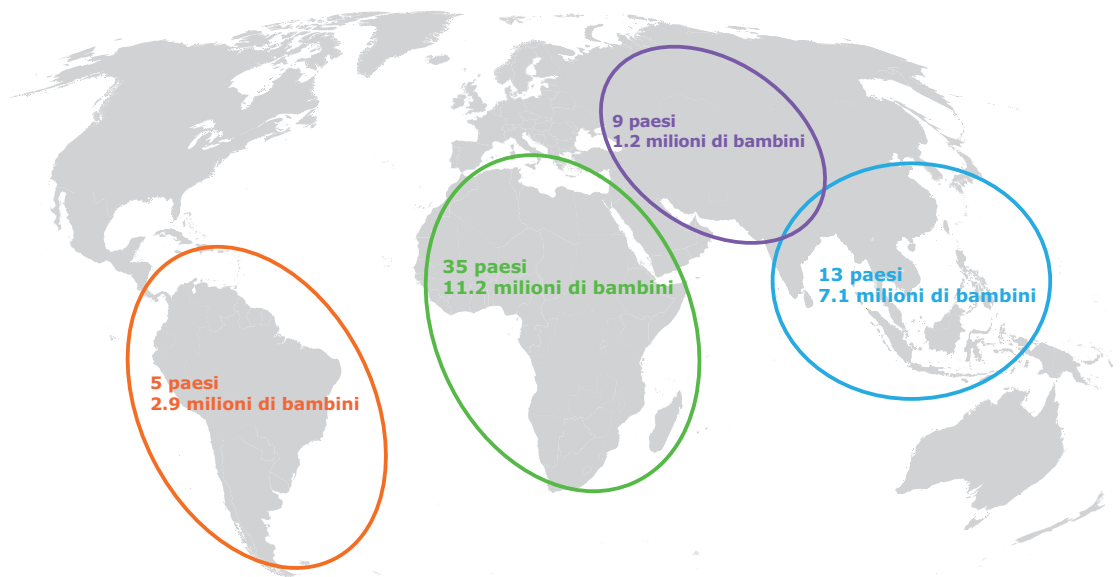 9 paesi
1.2 milioni di bambini
35 paesi
11.2 milioni di bambini
13 paesi
7.1 milioni di bambini
5 paesi
2.9 milioni di bambini